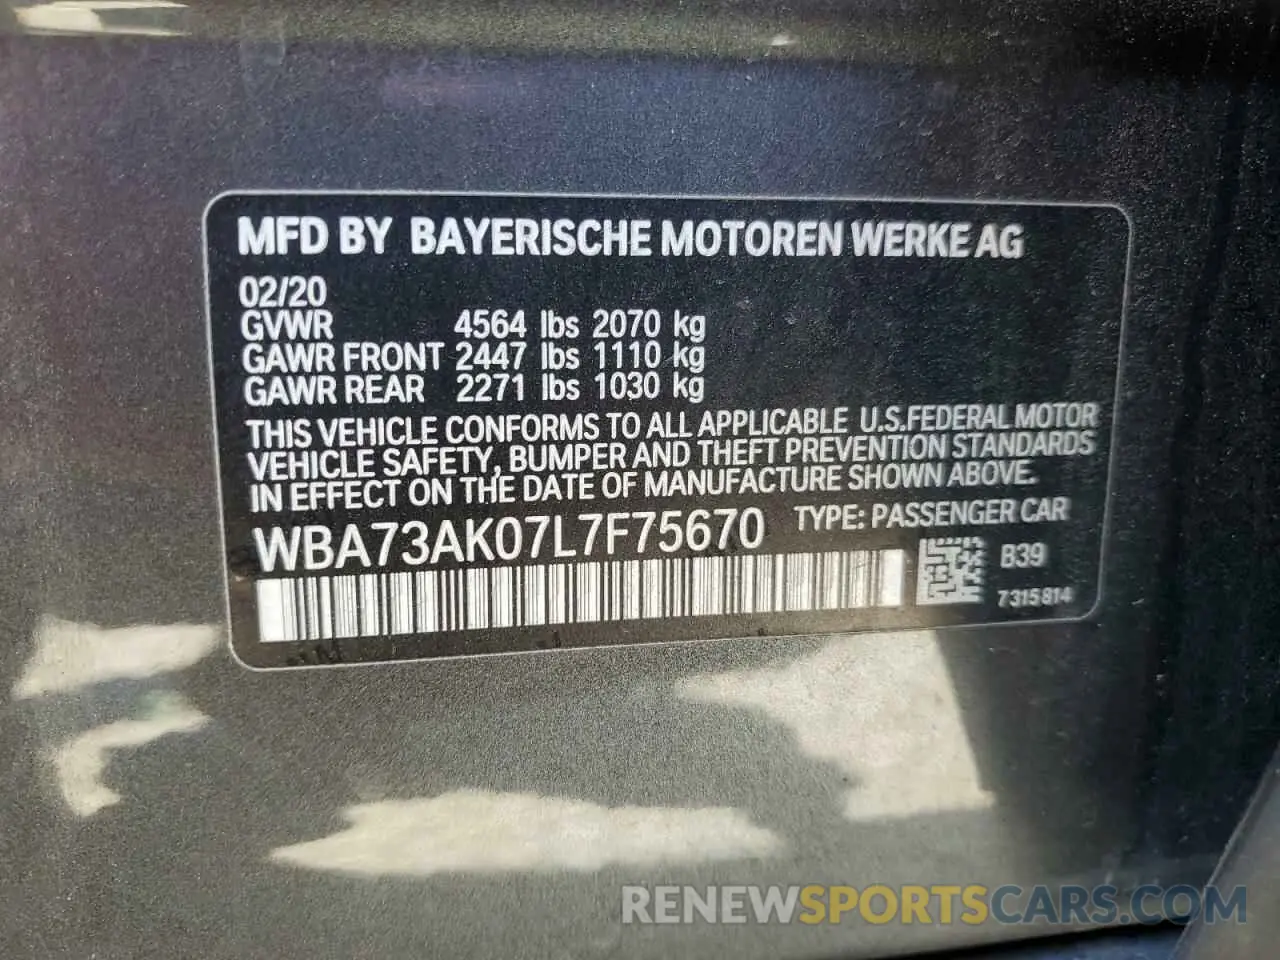 MFD BY BAYERISCHE MOTOREN WERKE AG
02/20
GVWR 4564 lbs 2070 kg
GAWR FRONT 2447 lbs 1110 kg
GAWR REAR 2271 lbs 1030 kg
THIS VEHICLE CONFORMS TO ALL APPLICABLE U.S.FEDERAL MOTOR
VEHICLE SAFETY, BUMPER AND THEFT PREVENTION STANDARDS
IN EFFECT ON THE DATE OF MANUFACTURE SHOWN ABOVE.
WBA73AK07L7F75670 TYPE: PASSENGER CAR
B39
7315814
RENEWSPORTSCARS.COM